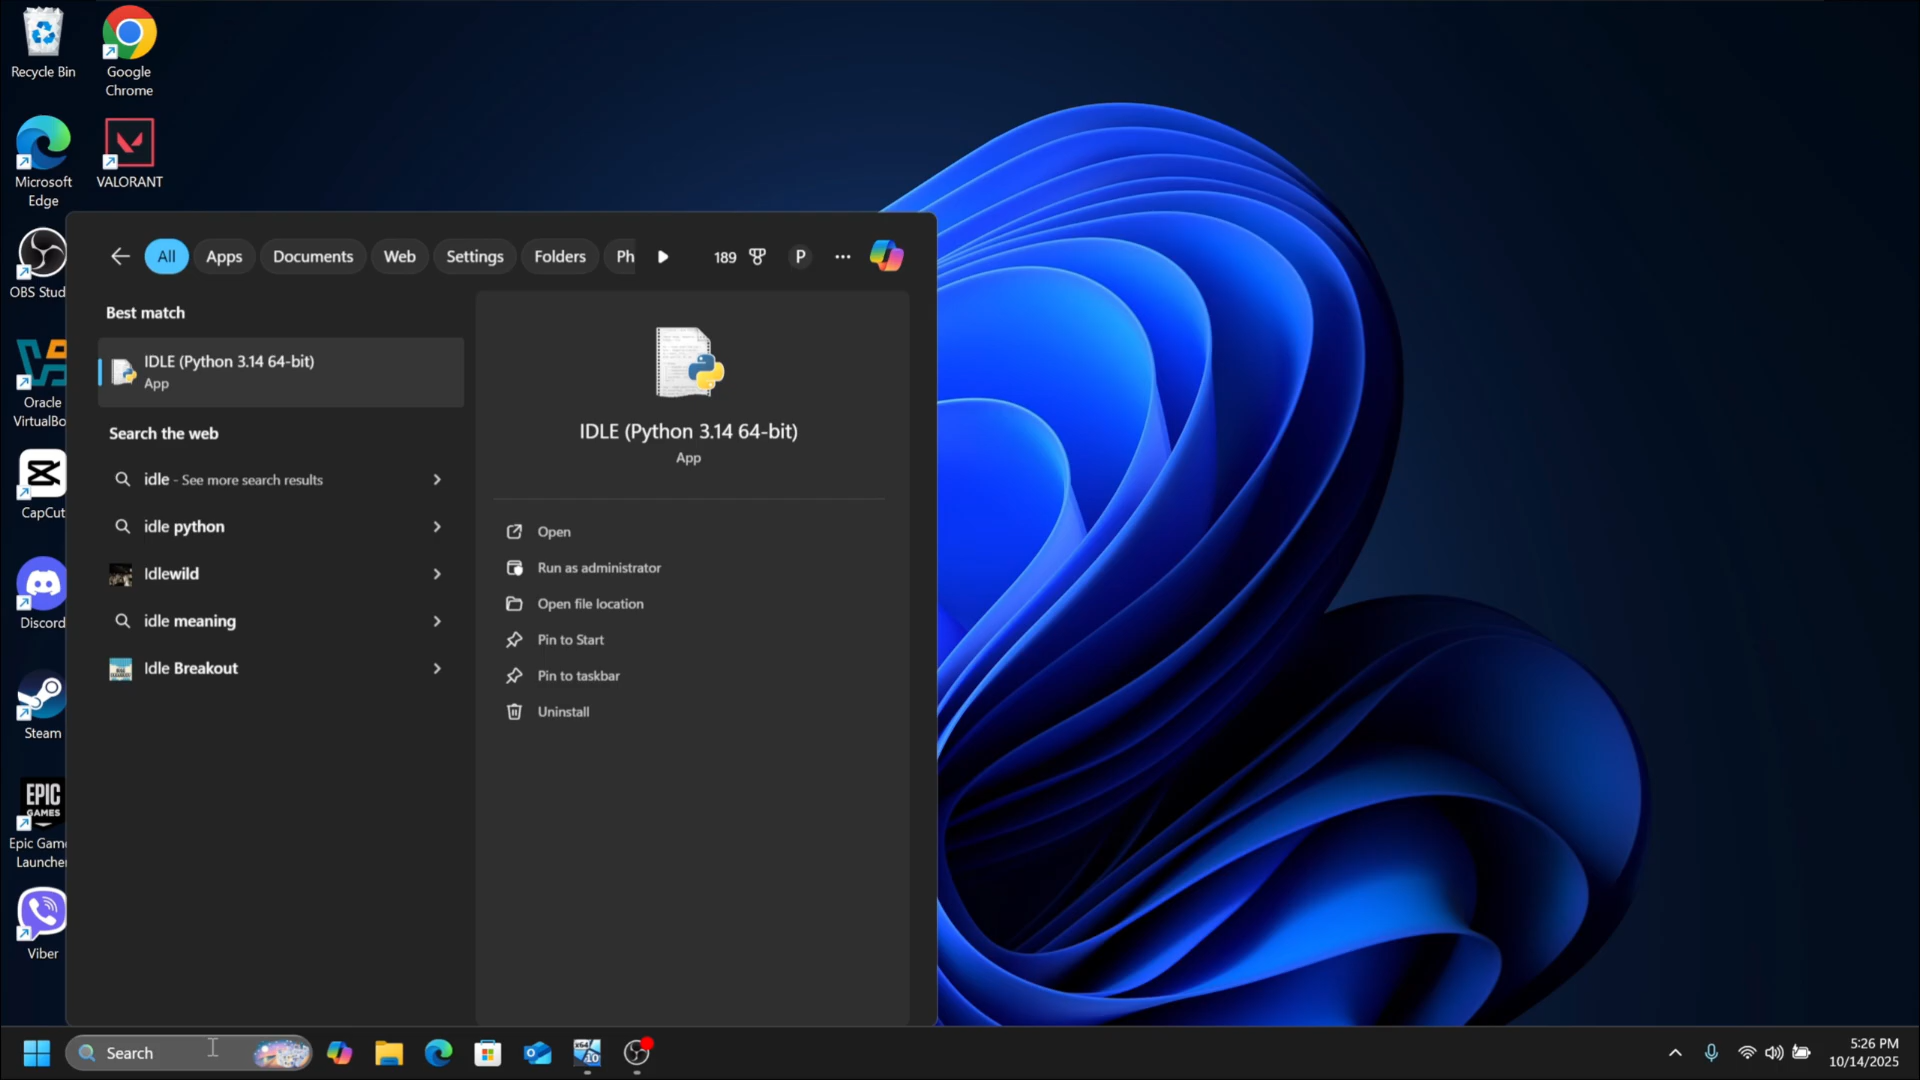 Recycle Bin
Google
Chrome
Microsoft
Edge
VALORANT
OBS Stud
Oracle
VirtualBo
CapCut
Discord
Steam
EPIC
GAMES
Epic Gam
Launche
Viber
All
Apps
Documents
Web
Settings
Folders
Ph
189
P
Best match
IDLE (Python 3.14 64-bit)
App
Search the web
idle - See more search results
idle python
Idlewild
idle meaning
Idle Breakout
IDLE (Python 3.14 64-bit)
App
Open
Run as administrator
Open file location
Pin to Start
Pin to taskbar
Uninstall
Search
X64
10
5:26 PM
10/14/2025